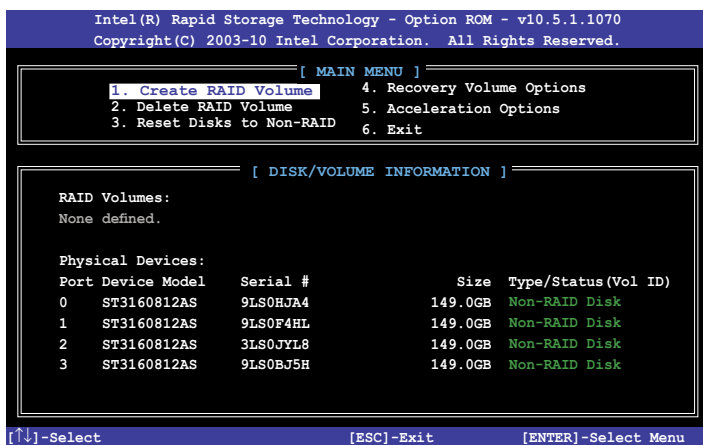 Intel(R) Rapid Storage Technology - Option ROM - v10.5.1.1070
Copyright(C) 2003-10 Intel Corporation. All Rights Reserved.
[ MAIN MENU ]
1. Create RAID Volume
2. Delete RAID Volume
3. Reset Disks to Non-RAID
4. Recovery Volume Options
5. Acceleration Options
6. Exit
[ DISK/VOLUME INFORMATION ]
RAID Volumes:
None defined.
Physical Devices:
Port Device Model Serial # Size Type/Status(Vol ID)
0 ST3160812AS 9LS0HJA4 149.0GB Non-RAID Disk
1 ST3160812AS 9LS0F4HL 149.0GB Non-RAID Disk
2 ST3160812AS 3LS0JYL8 149.0GB Non-RAID Disk
3 ST3160812AS 9LS0BJ5H 149.0GB Non-RAID Disk
[↑↓]-Select [ESC]-Exit [ENTER]-Select Menu